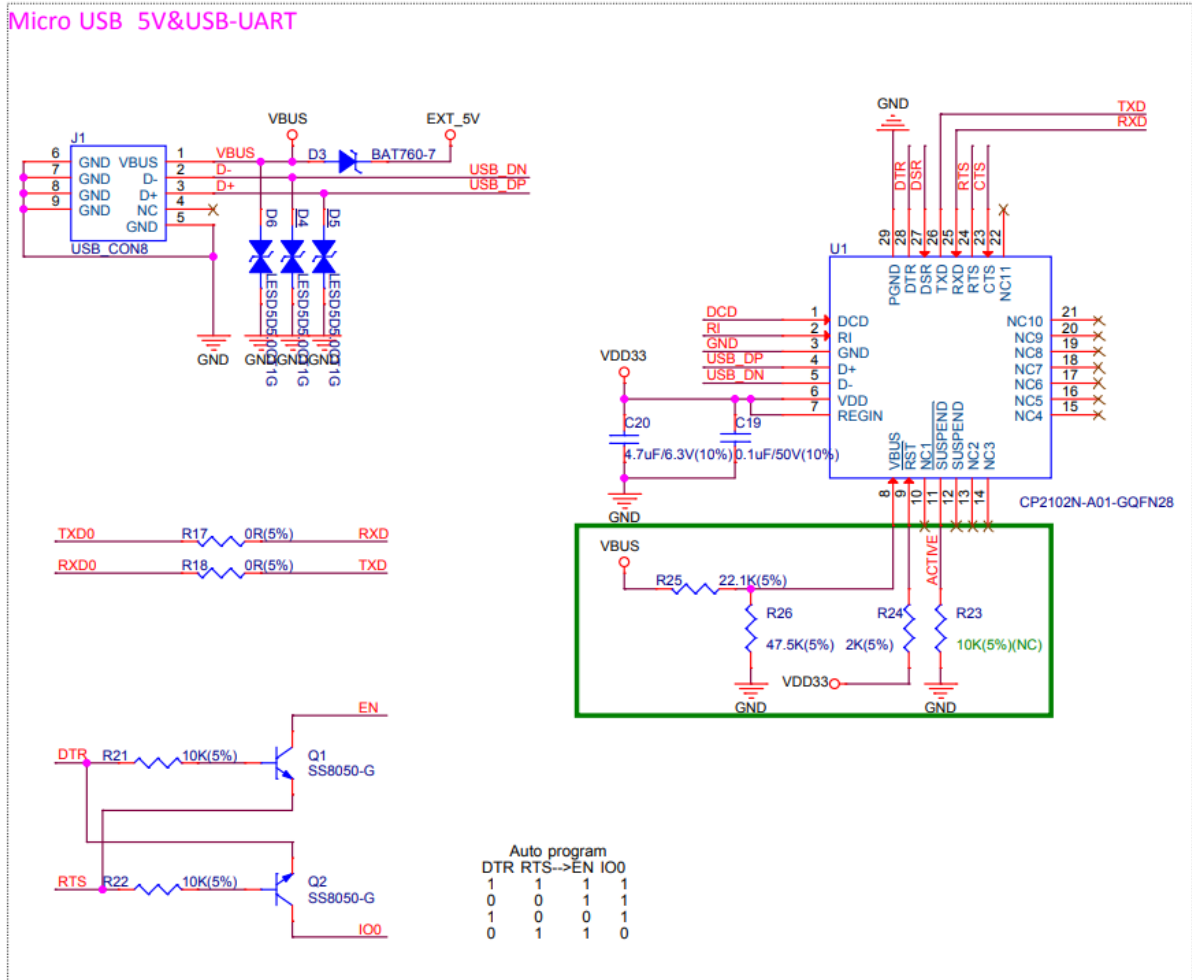 Micro USB 5V&USB-UART
J1
6 GND VBUS 1 VBUS
7 GND D- 2 D-
8 GND D+ 3 D+
9 GND NC 4
GND 5
USB_CON8
GND
VBUS
EXT_5V
D3 BAT760-7
USB_DN
USB_DP
D6
D4
D5
LESD5D5.0CT1G
LESD5D5.0CT1G
LESD5D5.0CT1G
GND
GND
GND
GND
TXD
RXD
DTR
DSR
RTS
CTS
29 28 27 26 25 24 23 22
PGND DTR DSR TXD RXD RTS CTS NC11
U1
DCD 1 DCD
RI 2 RI
GND 3 GND
USB_DP 4 D+
USB_DN 5 D-
6 VDD
7 REGIN
NC10 21
NC9 20
NC8 19
NC7 18
NC6 17
NC5 16
NC4 15
VBUS RST NC1 SUSPEND SUSPEND NC2 NC3
8 9 10 11 12 13 14
CP2102N-A01-GQFN28
VDD33
C20
4.7uF/6.3V(10%)
C19
0.1uF/50V(10%)
GND
TXD0 R17 0R(5%) RXD
RXD0 R18 0R(5%) TXD
VBUS
ACTIVE
R25 22.1K(5%)
R26
47.5K(5%)
R24
2K(5%)
R23
10K(5%)(NC)
VDD33
GND
GND
EN
DTR R21 10K(5%)
Q1
SS8050-G
RTS R22 10K(5%)
Q2
SS8050-G
IO0
Auto program
DTR RTS-->EN IO0
1 1 1 1
0 0 1 1
1 0 0 1
0 1 1 0